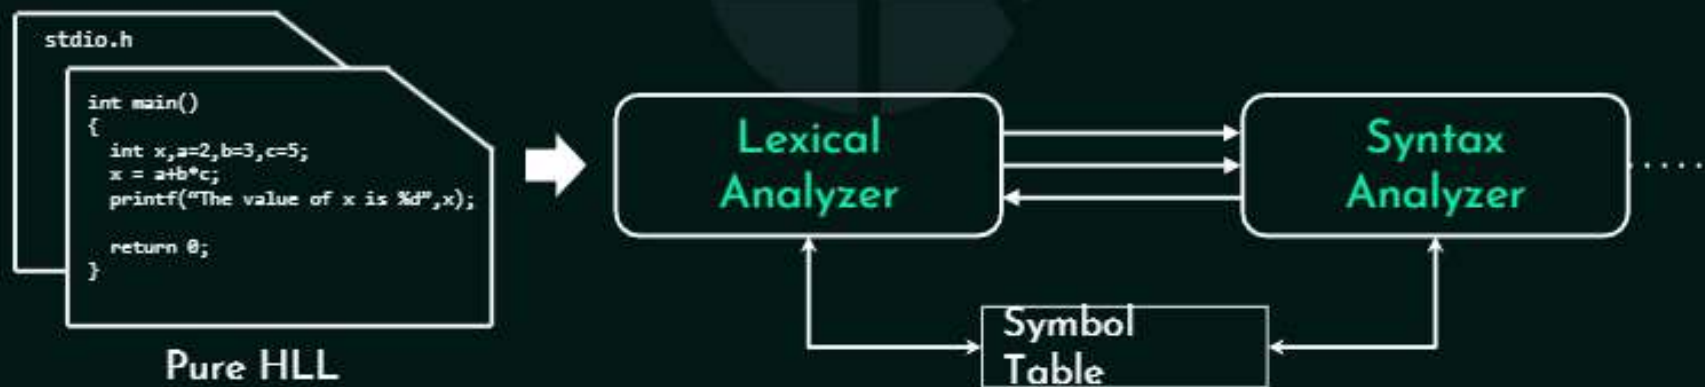 stdio.h
int main()
{
int x,a=2,b=3,c=5;
x = a+b*c;
printf(“The value of x is %d”,x);
return 0;
}
Pure HLL
Lexical
Analyzer
Syntax
Analyzer
Symbol
Table